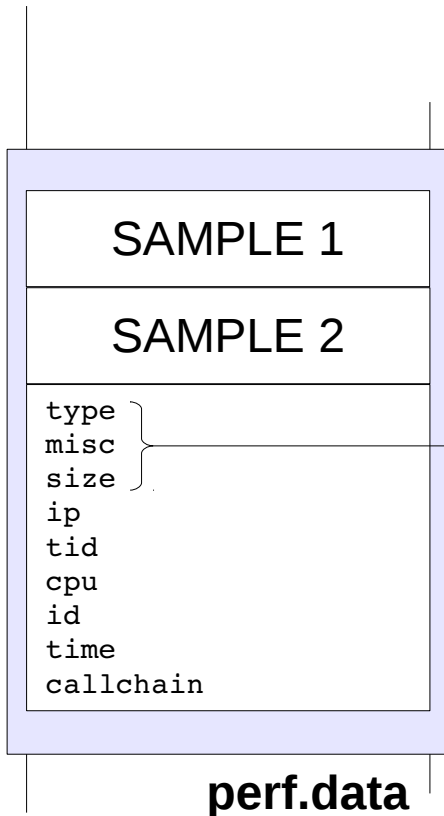 SAMPLE 1
SAMPLE 2
type
misc
size
ip
tid
cpu
id
time
callchain
perf.data